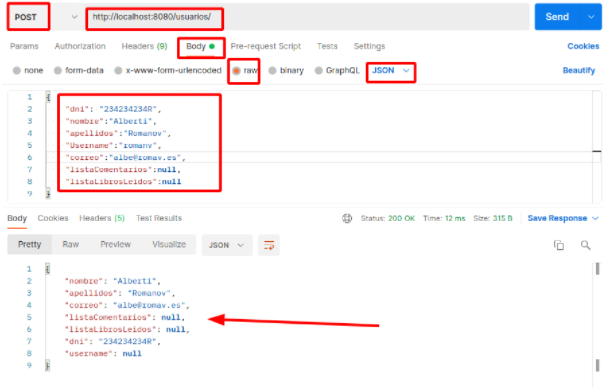 POST http://localhost:8080/usuarios/ Send
Params Authorization Headers (9) Body Pre-request Script Tests Settings Cookies
none form-data x-www-form-urlencoded raw binary GraphQL JSON Beautify
1 {
2 "dni": "234234234R",
3 "nombre":"Alberti",
4 "apellidos":"Romanov",
5 "Username":"romanv",
6 "correo":"albe@romav.es",
7 "listaComentarios":null,
8 "listaLibrosLeidos":null
9 }
Body Cookies Headers (5) Test Results Status: 200 OK Time: 12 ms Size: 315 B Save Response
Pretty Raw Preview Visualize JSON
1 {
2 "nombre": "Alberti",
3 "apellidos": "Romanov",
4 "correo": "albe@romav.es",
5 "listaComentarios": null,
6 "listaLibrosLeidos": null,
7 "dni": "234234234R",
8 "username": null
9 }